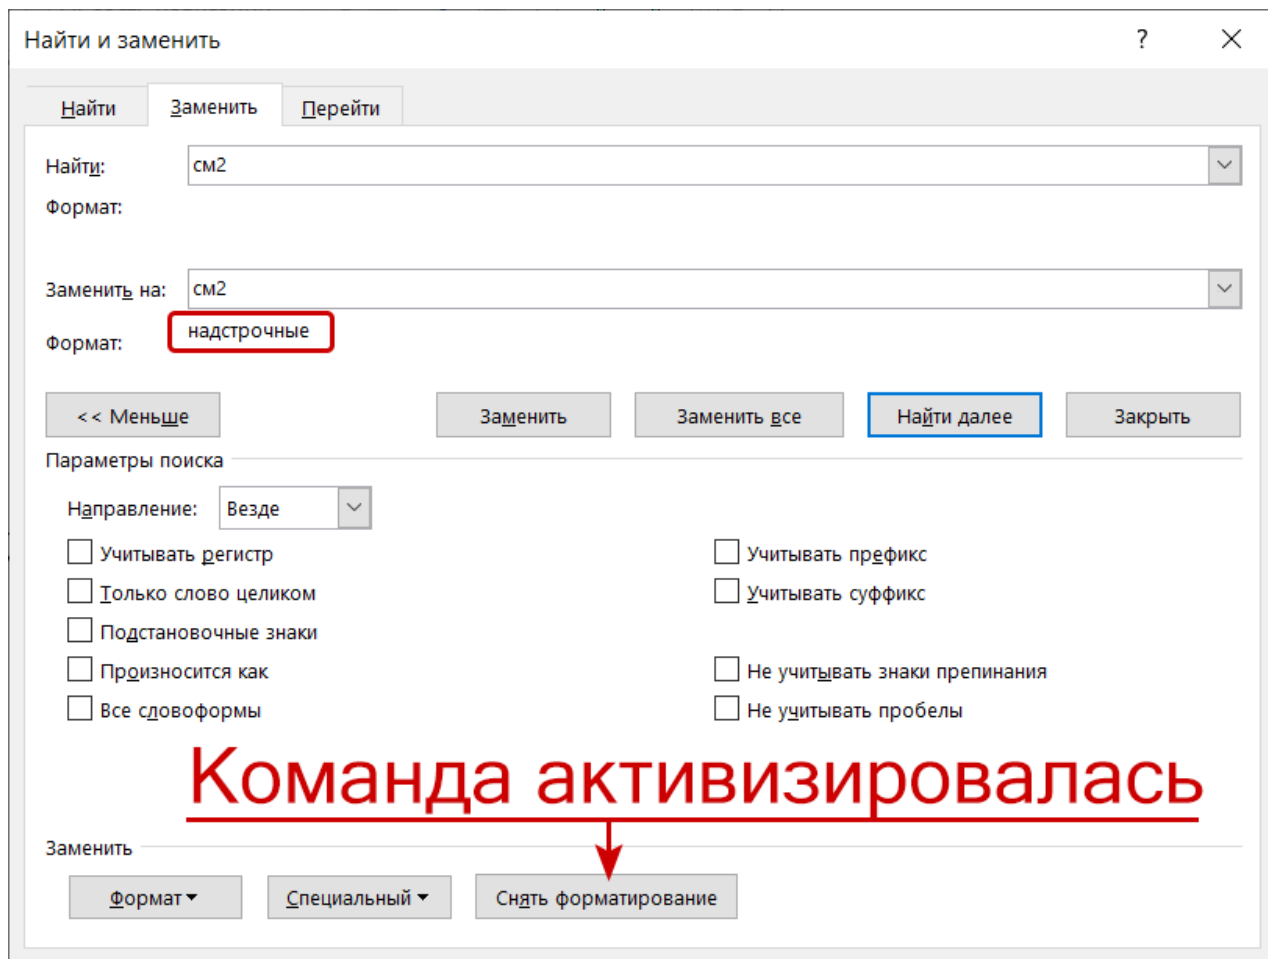 Найти и заменить ?
Найти Заменить Перейти
Найти: см2
Формат:
Заменить на: см2
Формат: надстрочные
<< Меньше Заменить Заменить все Найти далее Закрыть
Параметры поиска
Направление: Везде
Учитывать регистр Учитывать префикс
Только слово целиком Учитывать суффикс
Подстановочные знаки
Произносится как Не учитывать знаки препинания
Все словоформы Не учитывать пробелы
Команда активизировалась
Заменить
Формат Специальный Снять форматирование